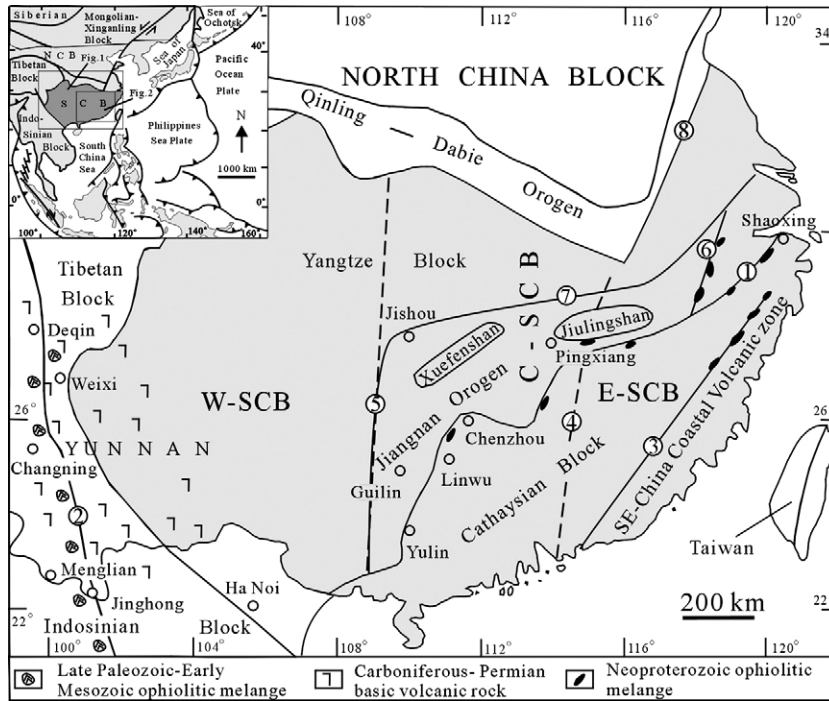 108° 112° 116° 120°
Siberian
Mongolian-
Xinganling
Block
Sea of
Ochotsk
40°
Sea of
Japan
NCB
Fig.1
Tibetan
Block
Pacific
Ocean
Plate
S C B
Fig.2
Indo-
Sinian
Block
South
China
Sea
Philippines
Sea Plate
N
1000 km
20°
0° 0°
100° 120° 140° 160°
34
NORTH CHINA BLOCK
Qinling — Dabie Orogen
8
Shaoxing
6
1
Tibetan
Block
Yangtze Block
C-SCB
7
Deqin
Jishou
Jiulingshan
Xuefenshan
Pingxiang
Weixi
W-SCB
E-SCB
5
Jiangnan Orogen
26° 26
4
YUNNAN
Chenzhou
3
Changning
Linwu
Guilin
Cathaysian Block
SE-China Coastal Volcanic zone
2
Yulin
Taiwan
Menglian
Ha Noi
Jinghong
200 km
22° 22
Indosinian Block
100° 104° 108° 112° 116° 120°
Late Paleozoic-Early
Mesozoic ophiolitic melange
Carboniferous-Permian
basic volcanic rock
Neoproterozoic ophiolitic
melange